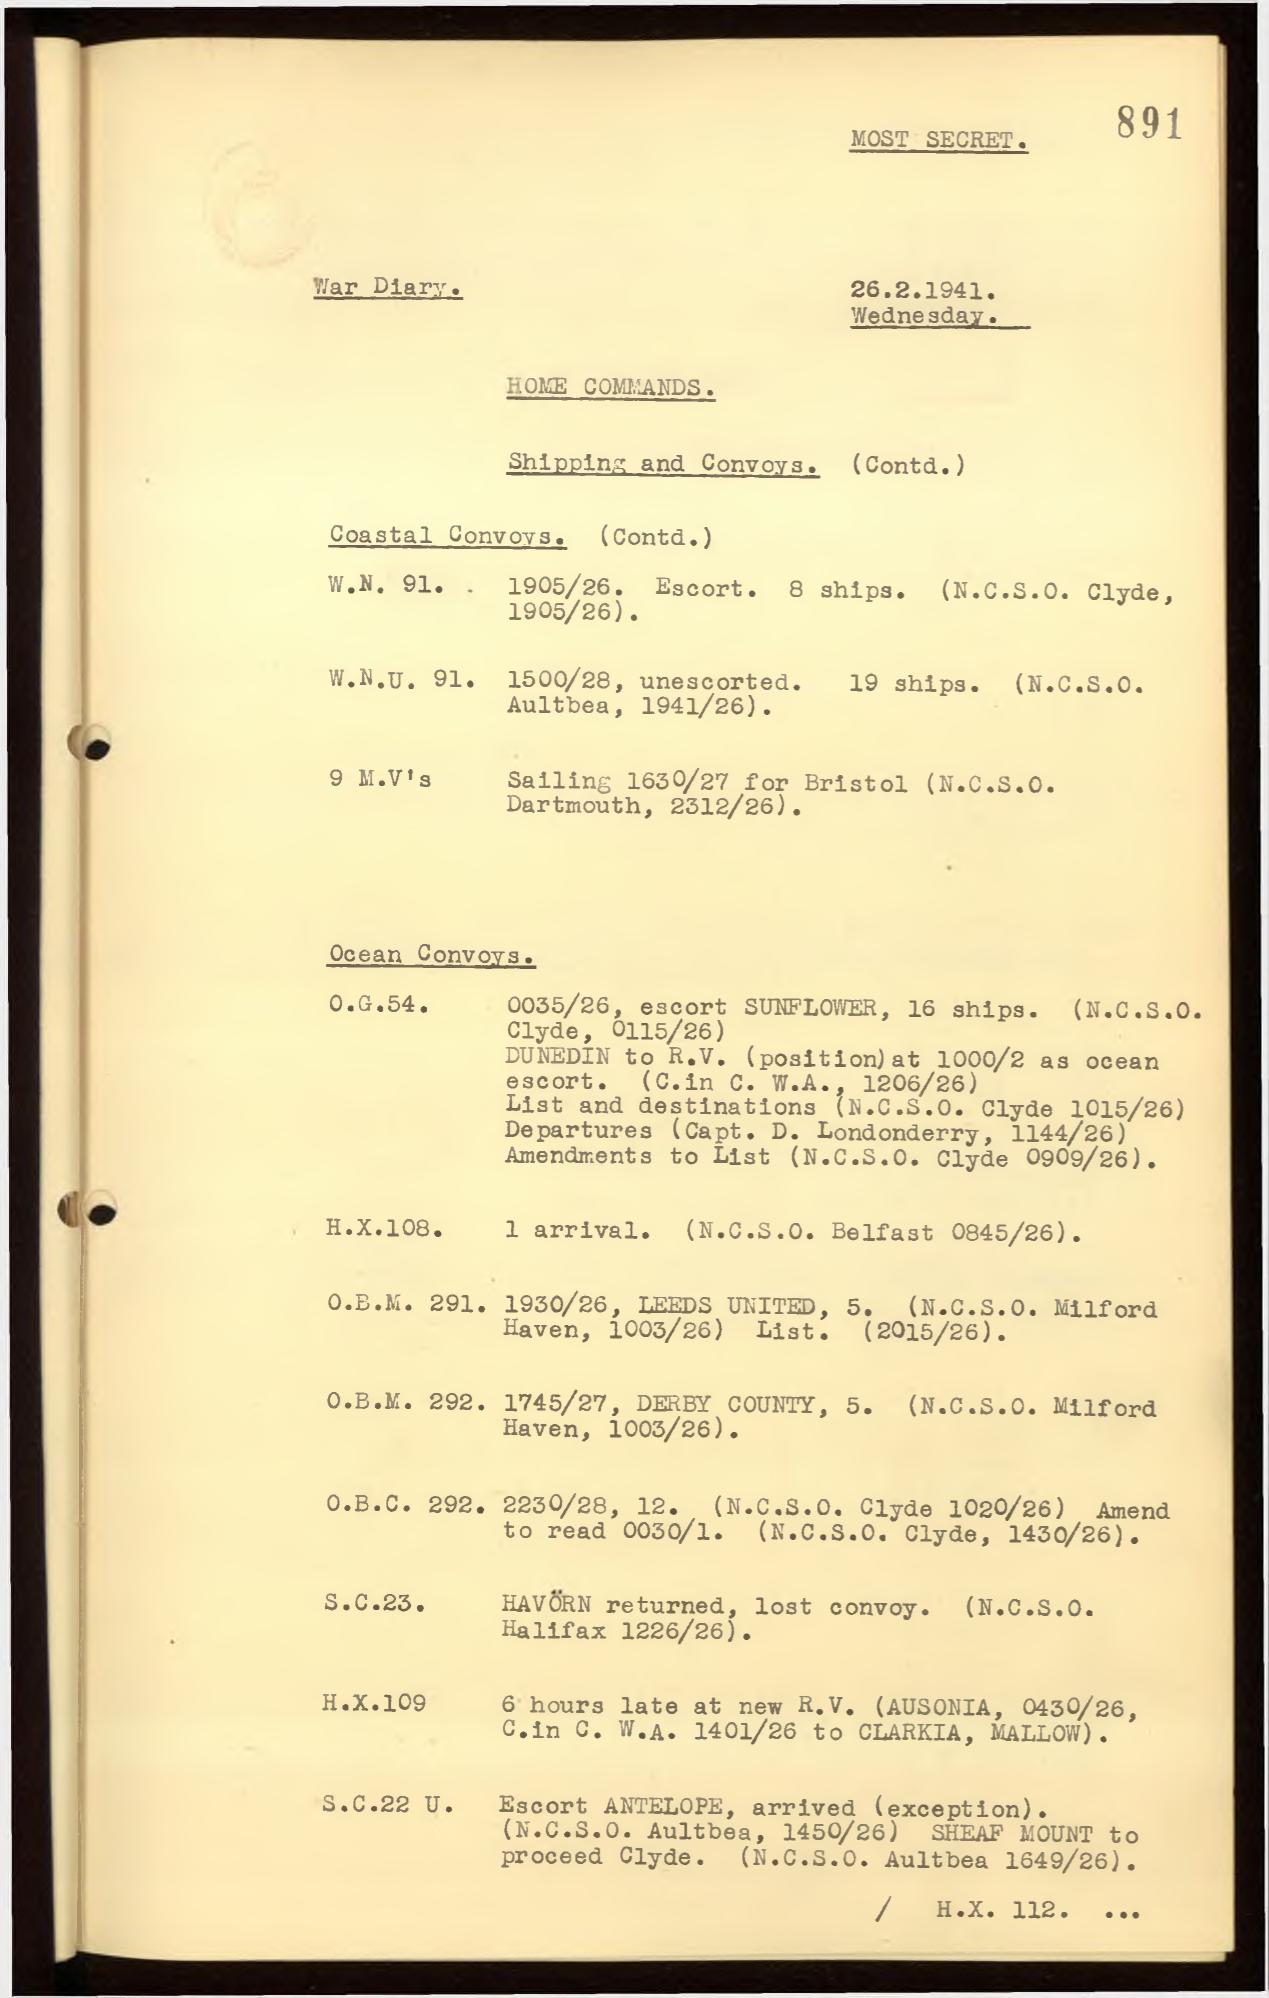 891
MOST SECRET.
War Diary.
26.2.1941.
Wednesday.
HOME COMMANDS.
Shipping and Convoys. (Contd.)
Coastal Convoys. (Contd.)
W.N. 91. 1905/26. Escort. 8 ships. (N.C.S.O. Clyde,
1905/26).
W.N.U. 91. 1500/28, unescorted. 19 ships. (N.C.S.O.
Aultbea, 1941/26).
9 M.V's Sailing 1630/27 for Bristol (N.C.S.O.
Dartmouth, 2312/26).
Ocean Convoys.
O.G.54. 0035/26, escort SUNFLOWER, 16 ships. (N.C.S.O.
Clyde, 0115/26)
DUNEDIN to R.V. (position) at 1000/2 as ocean
escort. (C.in C. W.A., 1206/26)
List and destinations (N.C.S.O. Clyde 1015/26)
Departures (Capt. D. Londonderry, 1144/26)
Amendments to List (N.C.S.O. Clyde 0909/26).
H.X.108. 1 arrival. (N.C.S.O. Belfast 0845/26).
O.B.M. 291. 1930/26, LEEDS UNITED, 5. (N.C.S.O. Milford
Haven, 1003/26) List. (2015/26).
O.B.M. 292. 1745/27, DERBY COUNTY, 5. (N.C.S.O. Milford
Haven, 1003/26).
O.B.C. 292. 2230/28, 12. (N.C.S.O. Clyde 1020/26) Amend
to read 0030/1. (N.C.S.O. Clyde, 1430/26).
S.C.23. HAVÖRN returned, lost convoy. (N.C.S.O.
Halifax 1226/26).
H.X.109 6 hours late at new R.V. (AUSONIA, 0430/26,
C.in C. W.A. 1401/26 to CLARKIA, MALLOW).
S.C.22 U. Escort ANTELOPE, arrived (exception).
(N.C.S.O. Aultbea, 1450/26) SHEAF MOUNT to
proceed Clyde. (N.C.S.O. Aultbea 1649/26).
/ H.X. 112. ...